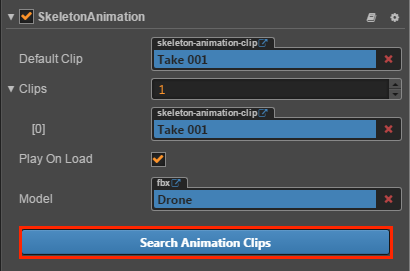 SkeletonAnimation
skeleton-animation-clip
Default Clip
Take 001
Clips
1
skeleton-animation-clip
[0]
Take 001
Play On Load
fbx
Model
Drone
Search Animation Clips